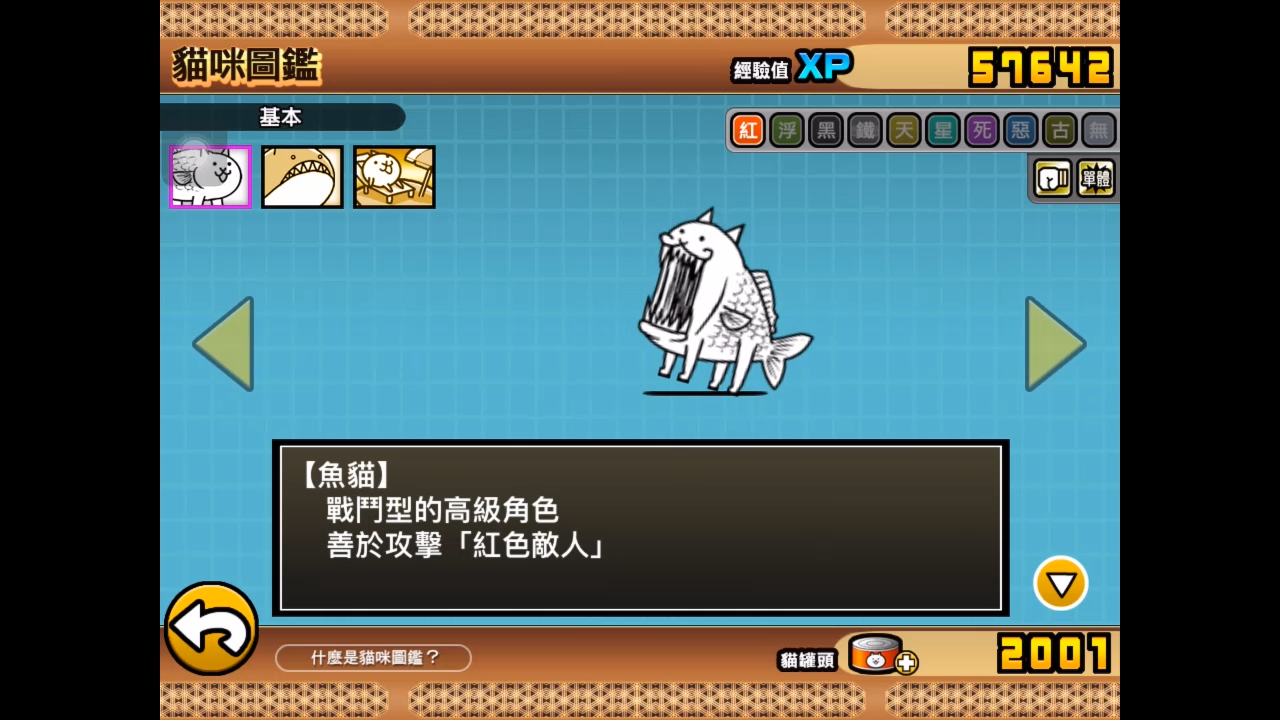 貓咪圖鑑
經驗值 XP 57642
基本
紅 浮 黑 鐵 天 星 死 惡 古 無
單體
【魚貓】
戰鬥型的高級角色
善於攻擊「紅色敵人」
什麼是貓咪圖鑑？
貓罐頭 2001